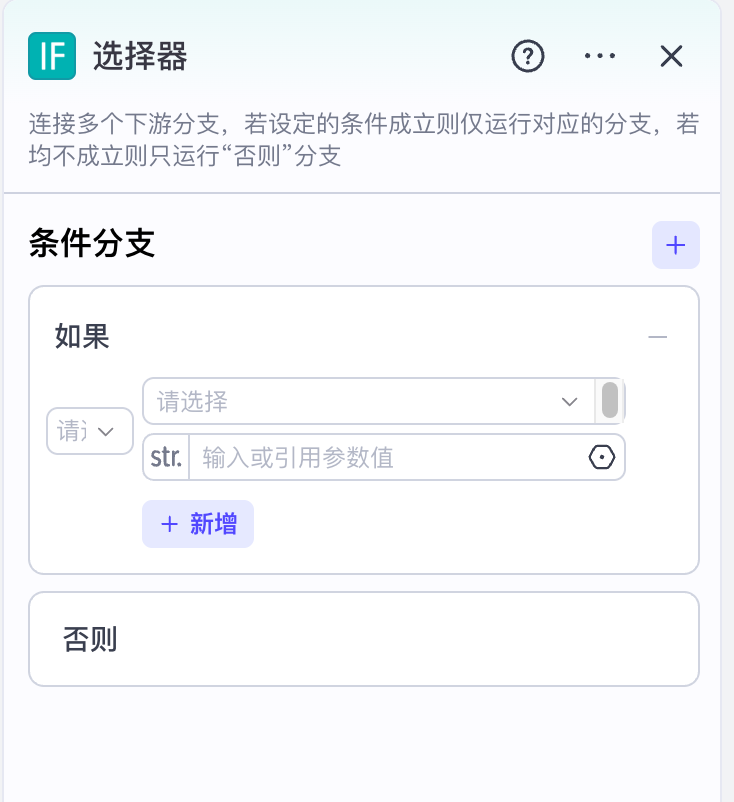 IF 选择器
连接多个下游分支，若设定的条件成立则仅运行对应的分支，若
均不成立则只运行“否则”分支
条件分支
如果
请选择
请
str. 输入或引用参数值
新增
否则